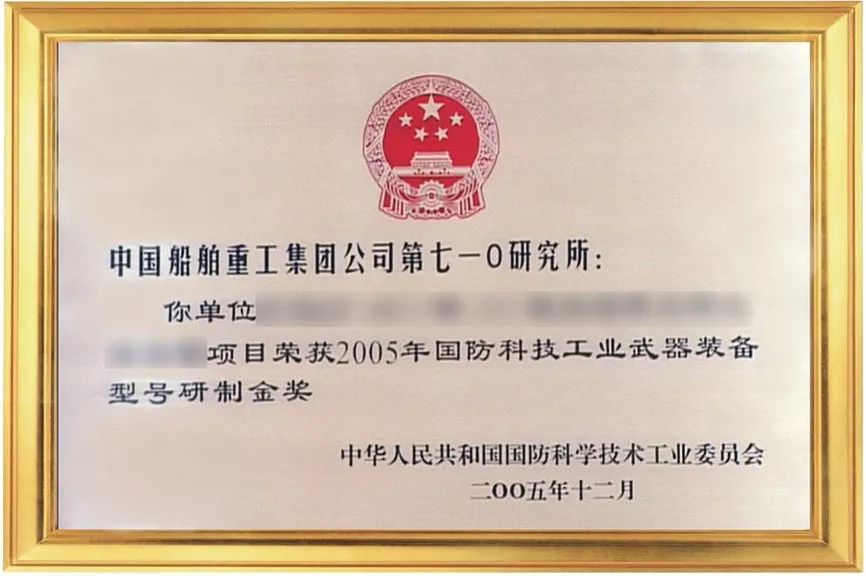 中国船舶重工集团公司第七一0研究所：
你单位
项目荣获2005年国防科技工业武器装备
型号研制金奖
中华人民共和国国防科学技术工业委员会
二OO五年十二月